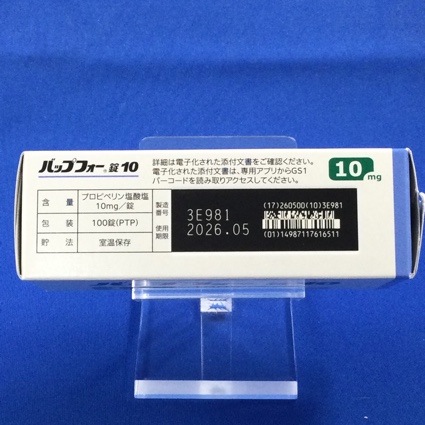 バップフォー®錠10
詳細は電子化された添付文書をご確認ください。
電子化された添付文書は、専用アプリからGS1
バーコードを読み取りアクセスしてください。
10mg
含 量 プロピベリン塩酸塩
10mg/錠
包 装 100錠(PTP)
貯 法 室温保存
製造
番号 3E981
使用
期限 2026.05
(17)260500(10)3E981
(01)14987117616511